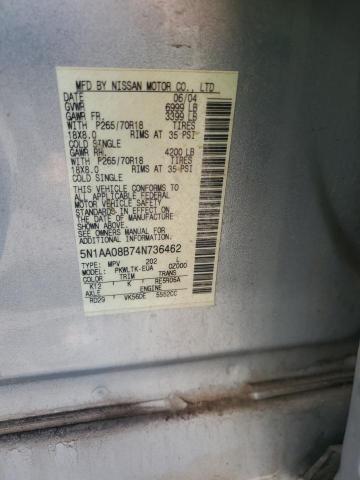 MFD BY NISSAN MOTOR CO., LTD
06/04
GVWR 6999 LB
GAWR FR. 3399 LB
WITH P265/70R18 TIRES
18X8.0 RIMS AT 35 PSI
COLD SINGLE
GAWR RR. 4200 LB
WITH P265/70R18 TIRES
18X8.0 RIMS AT 35 PSI
COLD SINGLE
THIS VEHICLE CONFORMS TO
ALL APPLICABLE FEDERAL
MOTOR VEHICLE SAFETY
STANDARDS IN EFFECT ON
THE DATE OF MANUFACTURE
SEE OWNERS MANUAL FOR
ADDITIONAL INFORMATION.
5N1AA08B74N736462
TYPE: MPV 202 L
PKWLTK-EUA 0Z000
COLOR TRIM TRANS
K12 K RE5R05A
AXLE ENGINE
RD29 VK56DE 5552CC